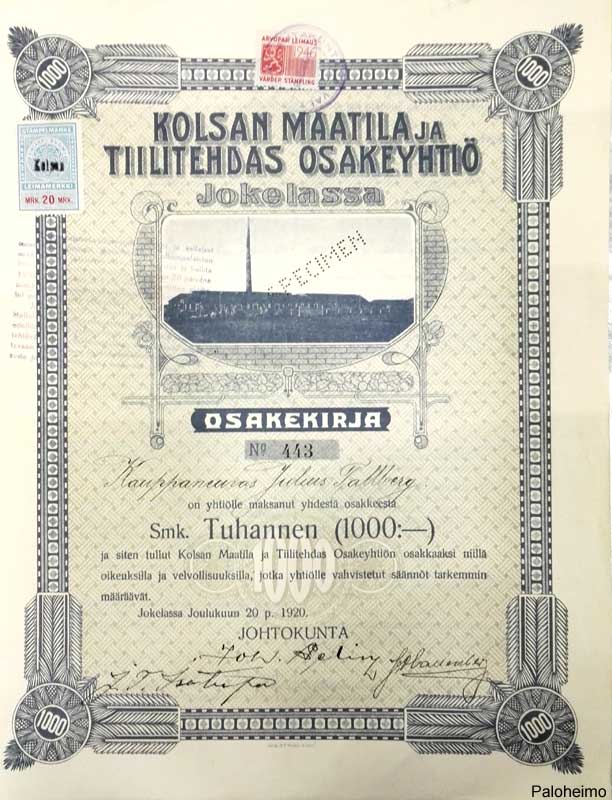 1000
1000
ARVOPAP. LEIMAUS
1946
VÄRDEP. STÄMPLING
STÄMPELMÄRKE
Kolsan
LEIMAMERKKI
MRK. 20 MRK.
KOLSAN MAATILA JA
TIILITEHDAS OSAKEYHTIÖ
Jokelassa
SPECIMEN
OSAKEKIRJA
No 443
Kauppaneuvos Julius Tallberg
on yhtiölle maksanut yhdestä osakkeesta
Smk. Tuhannen (1000:—)
ja siten tullut Kolsan Maatila ja Tiilitehdas Osakeyhtiön osakkaaksi niillä
oikeuksilla ja velvollisuuksilla, jotka yhtiölle vahvistetut säännöt tarkemmin
määräävät.
1000
Jokelassa Joulukuun 20 p. 1920.
JOHTOKUNTA
1000
1000
Paloheimo